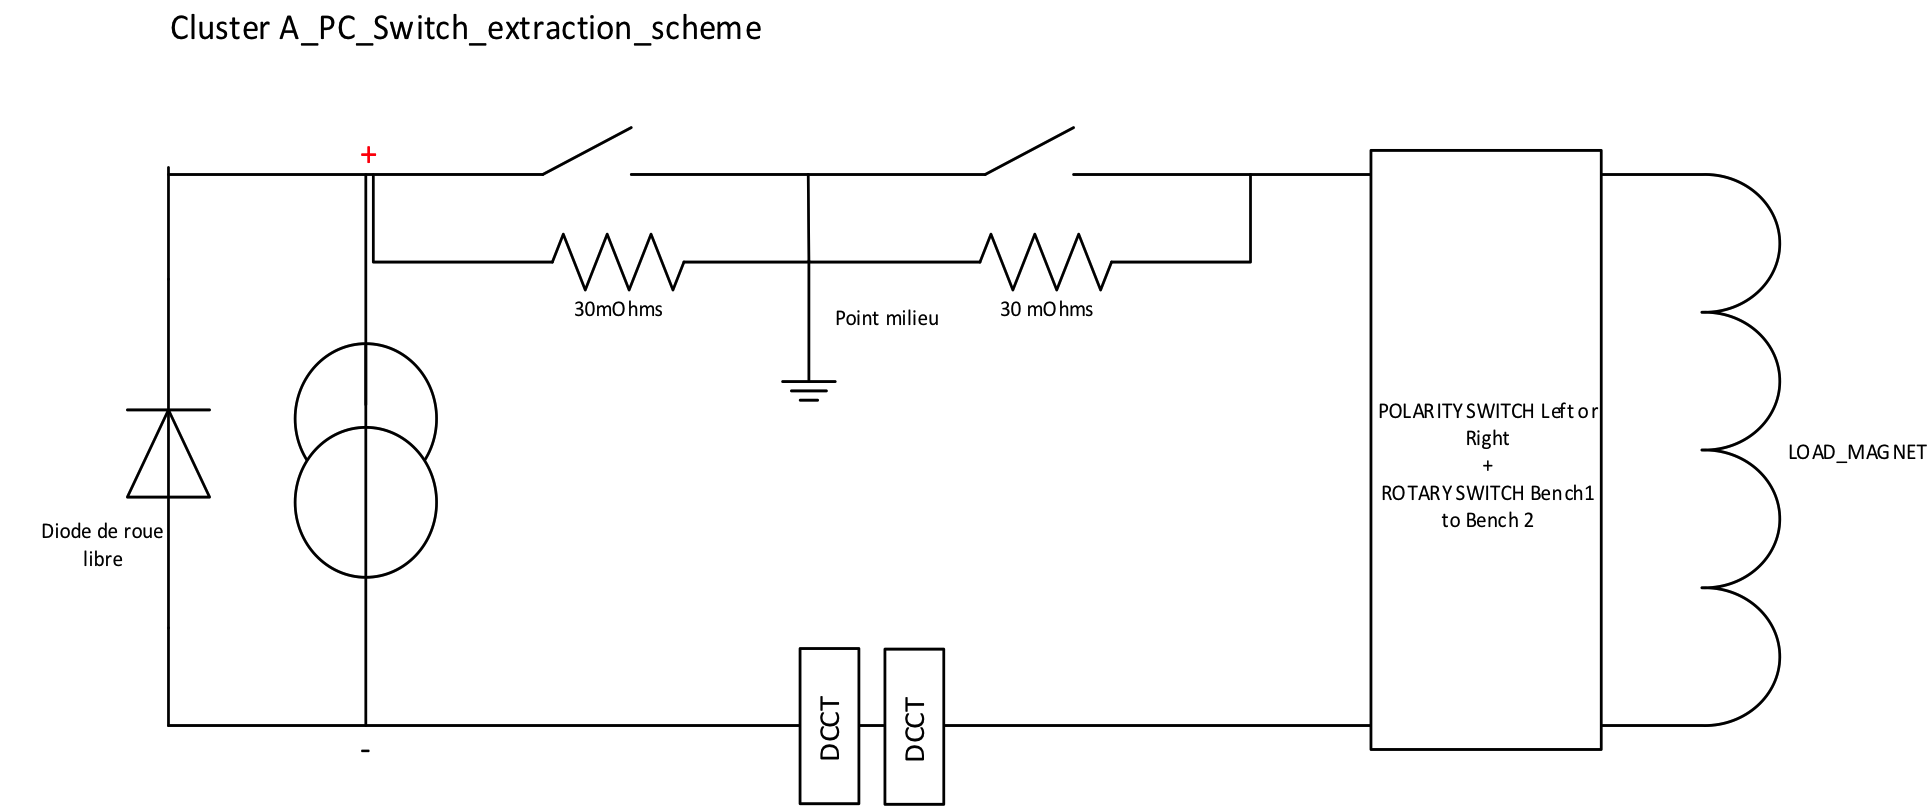 Cluster A_PC_Switch_extraction_scheme
+
30mOhms
Point milieu
30 mOhms
POLARITY SWITCH Left or
Right
+
ROTARY SWITCH Bench1
to Bench 2
LOAD_MAGNET
Diode de roue
libre
DCCT
DCCT
-